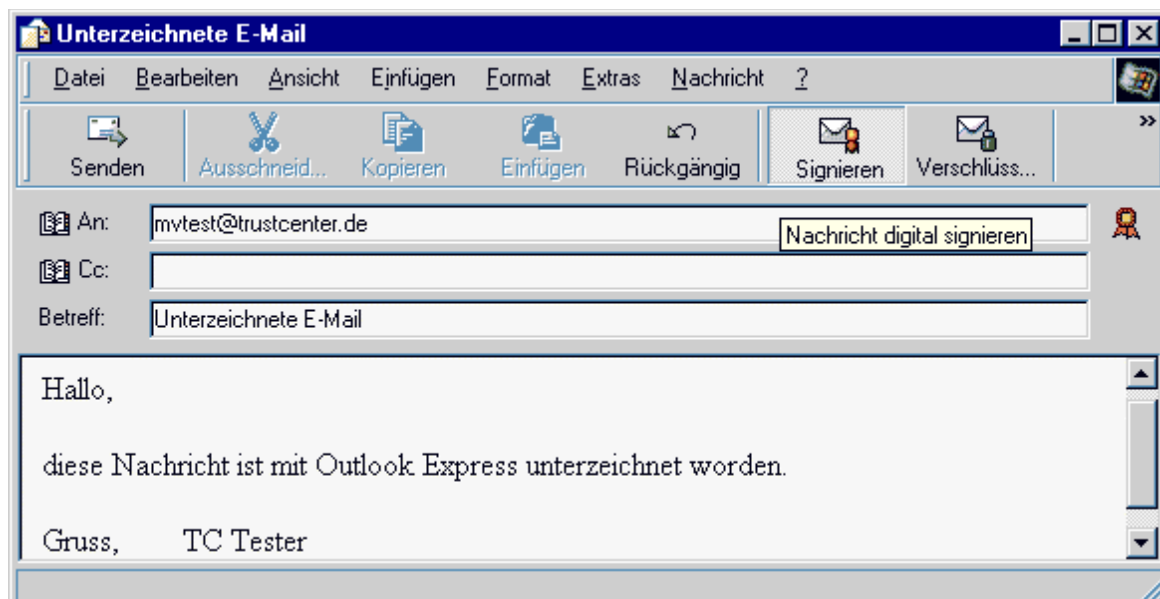 Unterzeichnete E-Mail
Datei Bearbeiten Ansicht Einfügen Format Extras Nachricht ?
Senden Ausschneid... Kopieren Einfügen Rückgängig Signieren Verschlüss... »
An: mvtest@trustcenter.de
Nachricht digital signieren
Cc:
Betreff: Unterzeichnete E-Mail
Hallo,
diese Nachricht ist mit Outlook Express unterzeichnet worden.
Gruss, TC Tester